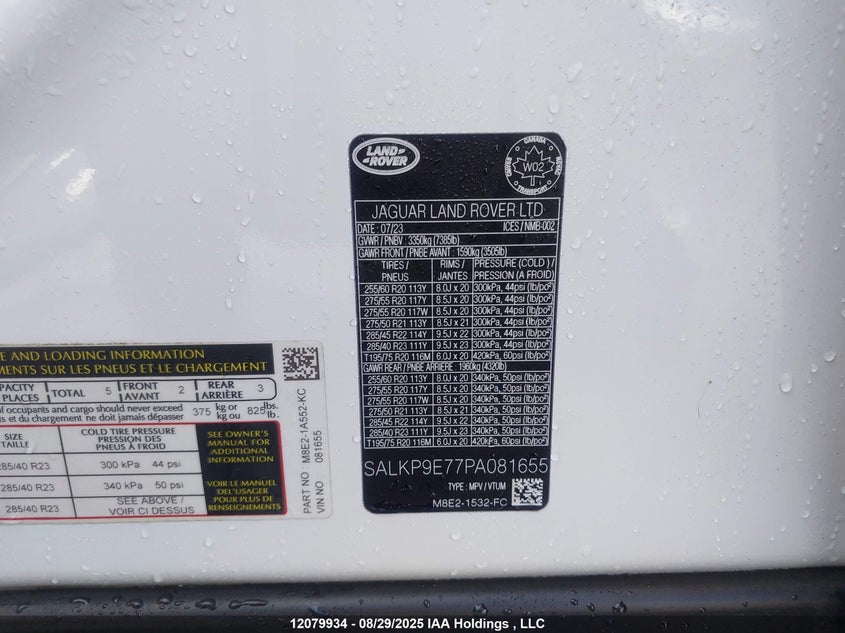 LAND-
-ROVER
CANADA
W02
TRANSPORT
JAGUAR LAND ROVER LTD
DATE: 07/23 ICES / NMB-002
GVWR / PNBV 3350kg (7385lb)
GAWR FRONT / PNBE AVANT: 1590kg (3505lb)
TIRES / PNEUS RIMS / JANTES PRESSURE (COLD ) / PRESSION (A FROID)
255/60 R20 113Y 8.0J x 20 300kPa, 44psi (lb/po²)
275/55 R20 117Y 8.5J x 20 300kPa, 44psi (lb/po²)
275/55 R20 117W 8.5J x 20 300kPa, 44psi (lb/po²)
275/50 R21 113Y 8.5J x 21 300kPa, 44psi (lb/po²)
285/45 R22 114Y 9.5J x 22 300kPa, 44psi (lb/po²)
285/40 R23 111Y 9.5J x 23 300kPa, 44psi (lb/po²)
T195/75 R20 116M 6.0J x 20 420kPa, 60psi (lb/po²)
GAWR REAR / PNBE ARRIERE: 1960kg (4320lb)
255/60 R20 113Y 8.0J x 20 340kPa, 50psi (lb/po²)
275/55 R20 117Y 8.5J x 20 340kPa, 50psi (lb/po²)
275/55 R20 117W 8.5J x 20 340kPa, 50psi (lb/po²)
275/50 R21 113Y 8.5J x 21 340kPa, 50psi (lb/po²)
285/45 R22 114Y 9.5J x 22 340kPa, 50psi (lb/po²)
285/40 R23 111Y 9.5J x 23 340kPa, 50psi (lb/po²)
T195/75 R20 116M 6.0J x 20 420kPa, 60psi (lb/po²)
SALKP9E77PA081655
TYPE : MPV / VTUM
M8E2-1532-FC
E AND LOADING INFORMATION
MENTS SUR LES PNEUS ET LE CHARGEMENT
TOTAL 5 FRONT AVANT 2 REAR ARRIÈRE 3
of occupants and cargo should never exceed 375 kg or 825 lbs.
ts et du chargement ne doit jamais dépasser kg ou lb.
SIZE TAILLE
COLD TIRE PRESSURE
PRESSION DES
PNEUS À FROID
285/40 R23 300 kPa 44 psi
285/40 R23 340 kPa 50 psi
285/40 R23 SEE ABOVE / VOIR CI DESSUS
SEE OWNER'S
MANUAL FOR
ADDITIONAL
INFORMATION
VOIR LE MANUEL
DE L'USAGER
POUR PLUS DE
RENSEIGNEMENTS
PART NO : M8E2-1A552-KC
VIN NO 081655
12079934 - 08/29/2025 IAA Holdings , LLC